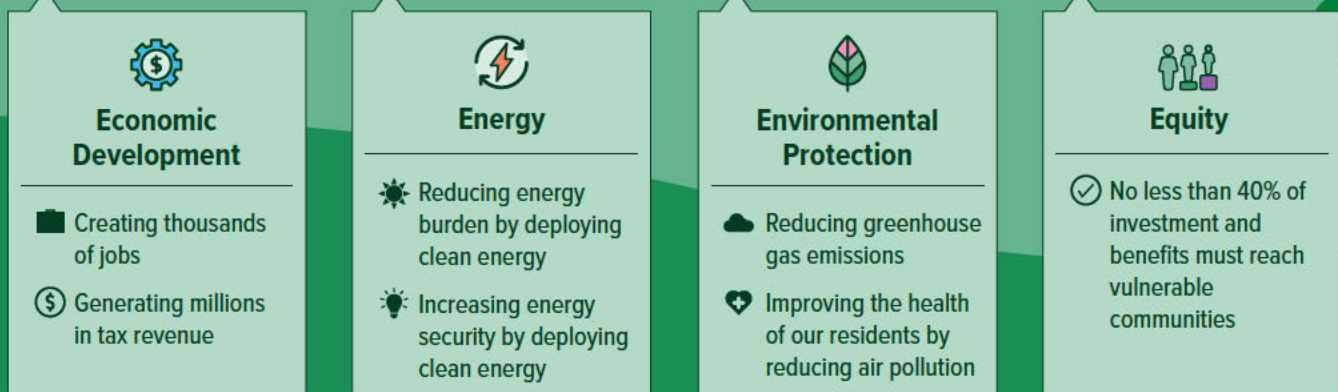 $
Economic
Development
Creating thousands
of jobs
$
Generating millions
in tax revenue
Energy
Reducing energy
burden by deploying
clean energy
Increasing energy
security by deploying
clean energy
Environmental
Protection
Reducing greenhouse
gas emissions
Improving the health
of our residents by
reducing air pollution
Equity
No less than 40% of
investment and
benefits must reach
vulnerable
communities